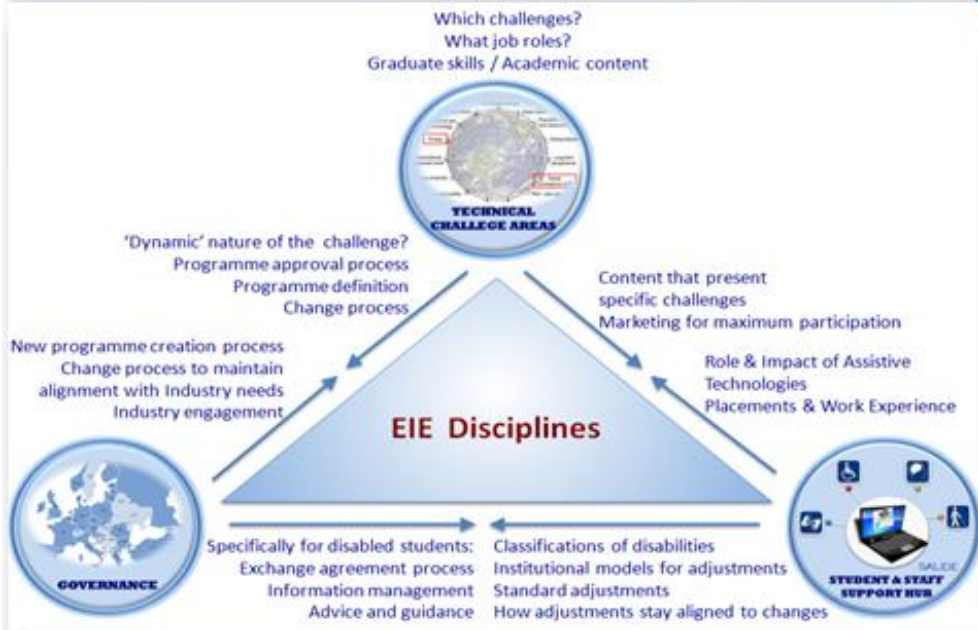 Which challenges?
What job roles?
Graduate skills / Academic content
TECHNICAL
CHALLEGE AREAS
'Dynamic' nature of the challenge?
Programme approval process
Programme definition
Change process
Content that present
specific challenges
Marketing for maximum participation
New programme creation process
Change process to maintain
alignment with Industry needs
Industry engagement
Role & Impact of Assistive
Technologies
Placements & Work Experience
EIE Disciplines
GOVERNANCE
Specifically for disabled students:
Exchange agreement process
Information management
Advice and guidance
Classifications of disabilities
Institutional models for adjustments
Standard adjustments
How adjustments stay aligned to changes
STUDENT & STAFF
SUPPORT HUB